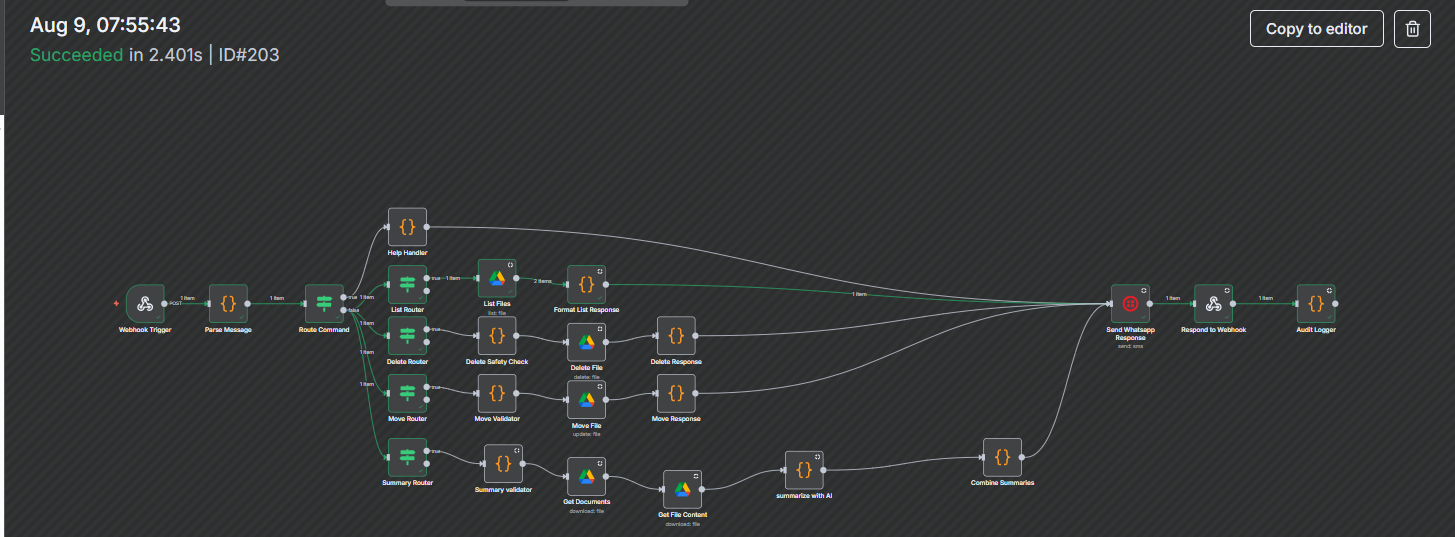 Aug 9, 07:55:43
Succeeded in 2.401s | ID#203
Copy to editor
Help Handler
true
1 item
2 items
List Router
List Files
list: file
Format List Response
1 item
POST
1 item
1 item
true
1 item
false
Webhook Trigger
Parse Message
Route Command
1 item
1 item
Send Whatsapp
Response
send: sms
Respond to Webhook
Audit Logger
1 item
true
Delete Router
Delete Safety Check
Delete File
delete: file
Delete Response
1 item
1 item
true
Move Router
Move Validator
Move File
update: file
Move Response
true
Summary Router
Summary validator
Get Documents
download: file
Get File Content
download: file
summarize with AI
Combine Summaries